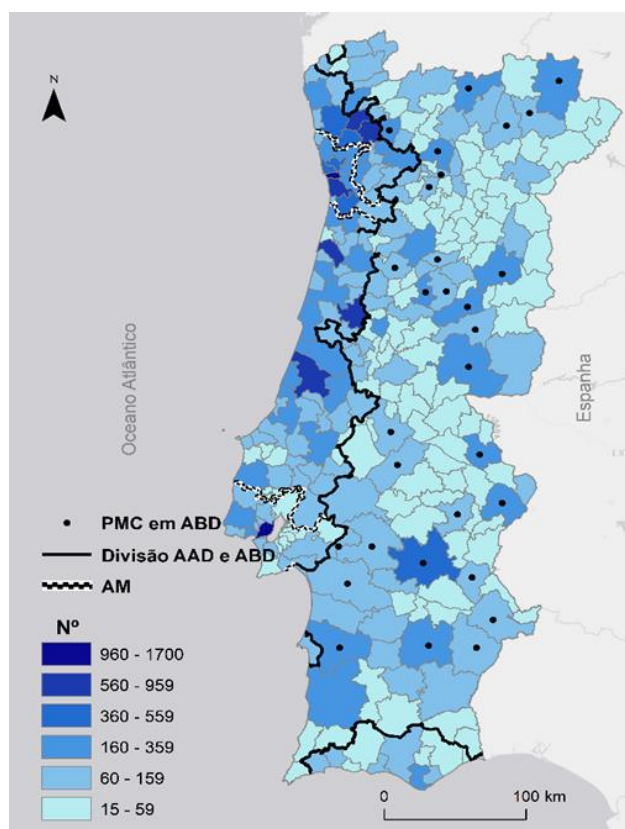 N
Oceano Atlântico
Espanha
PMC em ABD
Divisão AAD e ABD
AM
Nº
960 - 1700
560 - 959
360 - 559
160 - 359
60 - 159
15 - 59
0 100 km